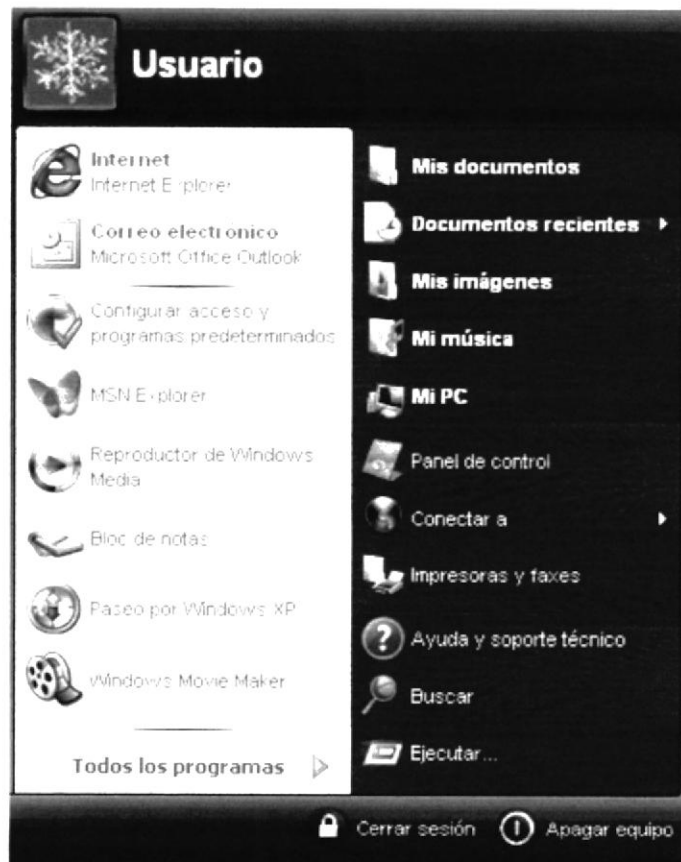 Usuario
Internet
Internet Explorer
Correo electronico
Microsoft Office Outlook
Configurar acceso y
programas predeterminados
MSN Explorer
Reproductor de Windows
Media
Bloc de notas
Paseo por Windows XP
Windows Movie Maker
Todos los programas
Mis documentos
Documentos recientes
Mis imágenes
Mi música
Mi PC
Panel de control
Conectar a
Impresoras y faxes
Ayuda y soporte técnico
Buscar
Ejecutar...
Cerrar sesión
Apagar equipo